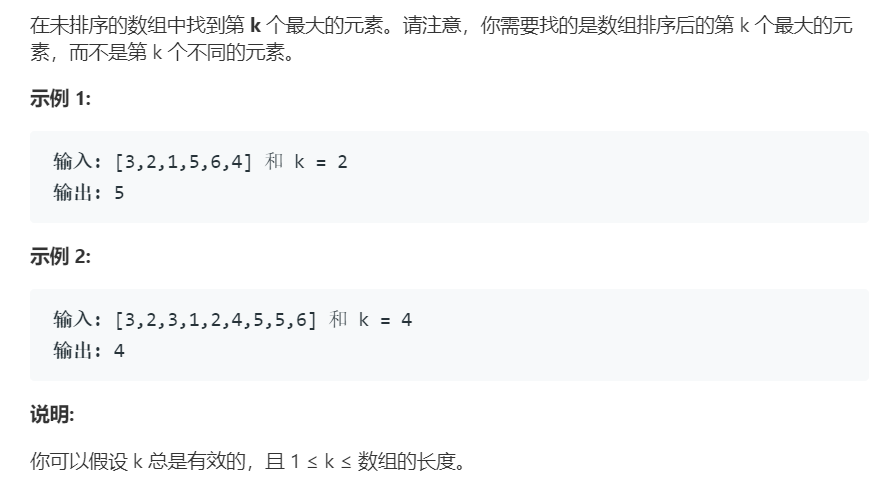 在未排序的数组中找到第 k 个最大的元素。请注意，你需要找的是数组排序后的第 k 个最大的元
素，而不是第 k 个不同的元素。
示例 1:
输入: [3,2,1,5,6,4] 和 k = 2
输出: 5
示例 2:
输入: [3,2,3,1,2,4,5,5,6] 和 k = 4
输出: 4
说明:
你可以假设 k 总是有效的，且 1 ≤ k ≤ 数组的长度。